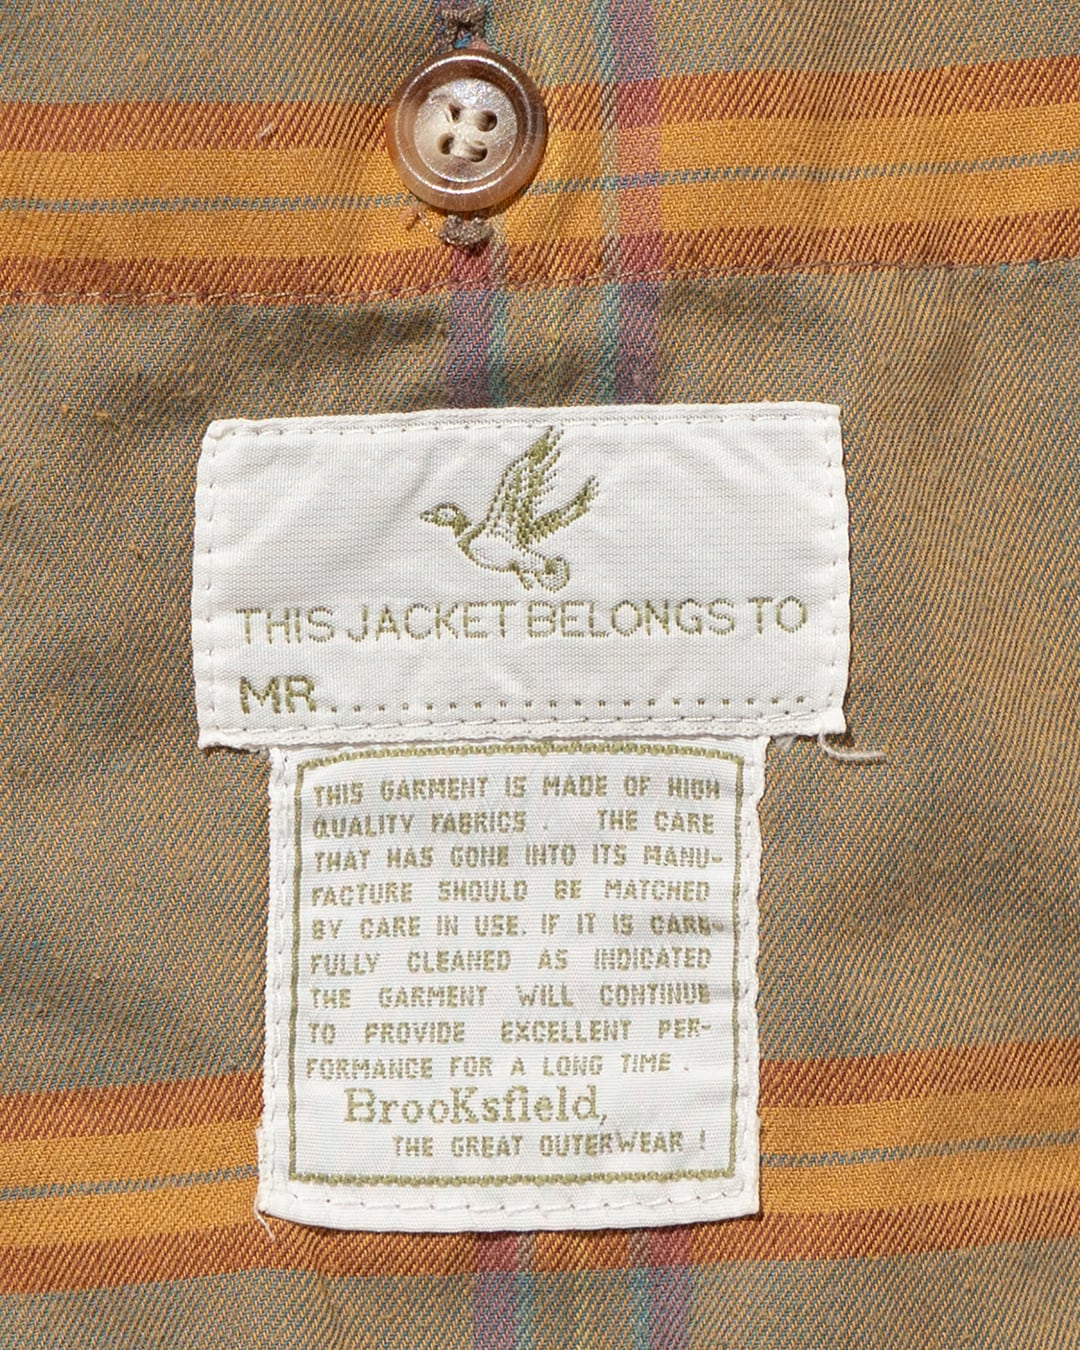 THIS JACKET BELONGS TO
MR......................
THIS GARMENT IS MADE OF HIGH
QUALITY FABRICS . THE CARE
THAT HAS GONE INTO ITS MANU-
FACTURE SHOULD BE MATCHED
BY CARE IN USE. IF IT IS CARE-
FULLY CLEANED AS INDICATED
THE GARMENT WILL CONTINUE
TO PROVIDE EXCELLENT PER-
FORMANCE FOR A LONG TIME .
BrooKsfield,
THE GREAT OUTERWEAR !